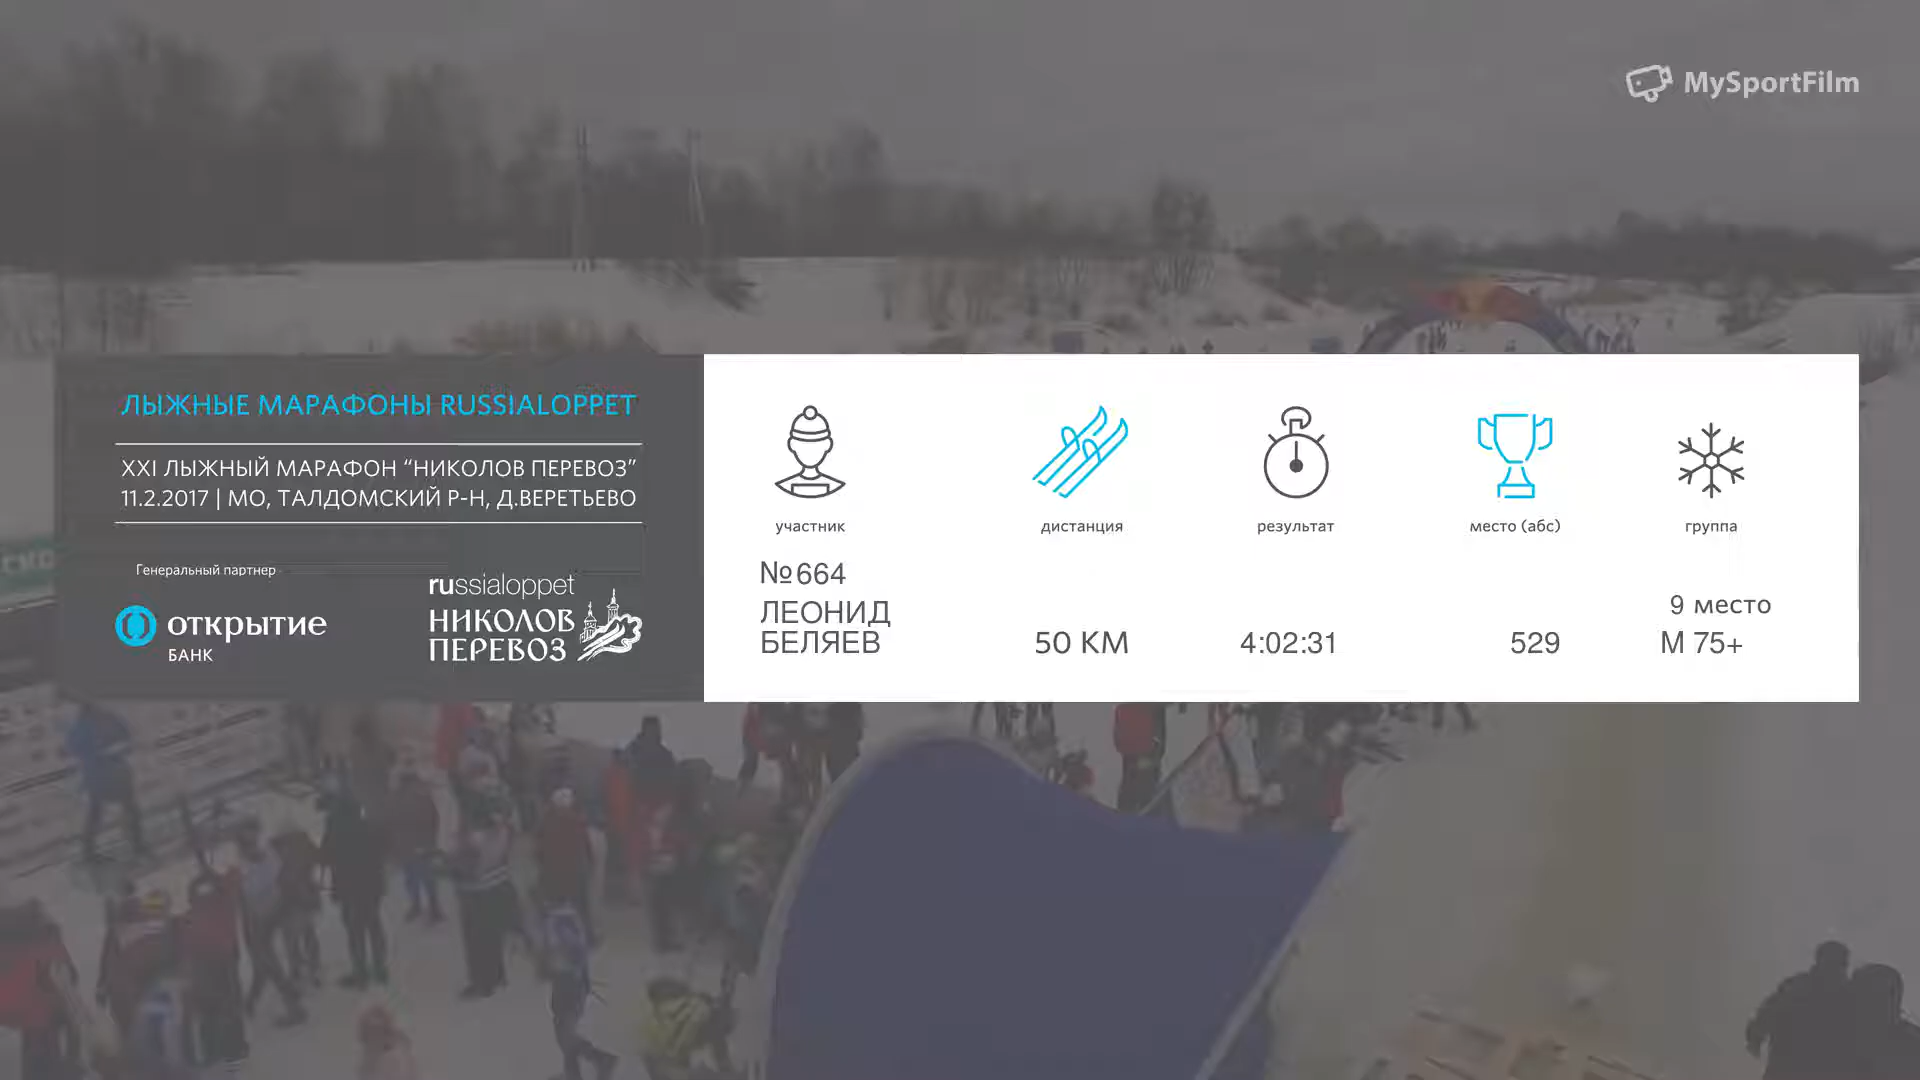 MySportFilm
ЛЫЖНЫЕ МАРАФОНЫ RUSSIALOPPET
XXI ЛЫЖНЫЙ МАРАФОН “НИКОЛОВ ПЕРЕВОЗ”
11.2.2017 | МО, ТАЛДОМСКИЙ Р-Н, Д.ВЕРЕТЬЕВО
Генеральный партнер
открытие
БАНК
russialoppet
НИКОЛОВ
ПЕРЕВОЗ
участник
№664
ЛЕОНИД
БЕЛЯЕВ
дистанция
50 КМ
результат
4:02:31
место (абс)
529
группа
9 место
М 75+